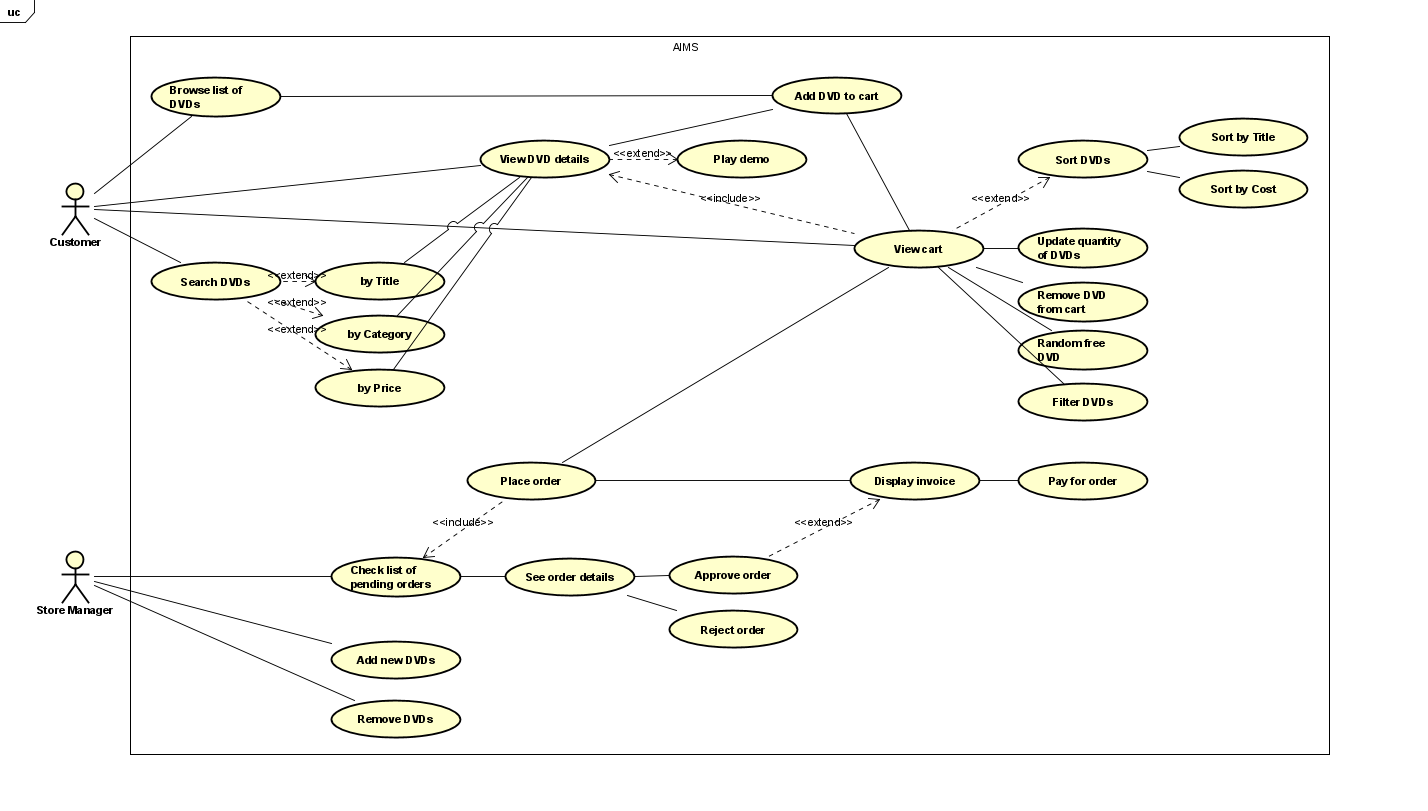 uc
AIMS
Browse list of
DVDs
Add DVD to cart
View DVD details
<<extend>>
Play demo
Sort DVDs
Sort by Title
Sort by Cost
<<include>>
<<extend>>
Customer
View cart
Update quantity
of DVDs
Search DVDs
<<extend>>
by Title
<<extend>>
Remove DVD
from cart
<<extend>>
by Category
Random free
DVD
by Price
Filter DVDs
Place order
Display invoice
Pay for order
<<include>>
<<extend>>
Store Manager
Check list of
pending orders
See order details
Approve order
Reject order
Add new DVDs
Remove DVDs